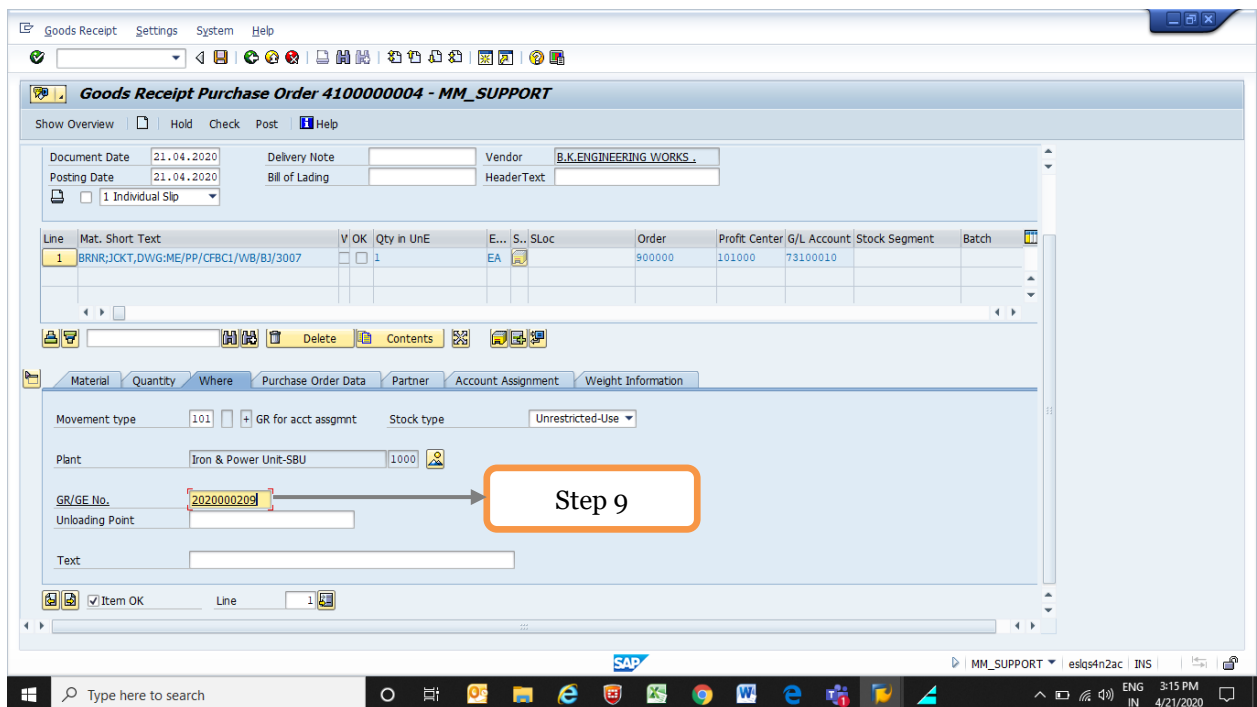 Goods Receipt Settings System Help
Goods Receipt Purchase Order 4100000004 - MM_SUPPORT
Show Overview Hold Check Post Help
Document Date 21.04.2020 Delivery Note Vendor B.K.ENGINEERING WORKS .
Posting Date 21.04.2020 Bill of Lading HeaderText
1 Individual Slip
Line Mat. Short Text V OK Qty in UnE E... S.. SLoc Order Profit Center G/L Account Stock Segment Batch
1 BRNR;JCKT,DWG:ME/PP/CFBC1/WB/BJ/3007 1 EA 900000 101000 73100010
Delete Contents
Material Quantity Where Purchase Order Data Partner Account Assignment Weight Information
Movement type 101 + GR for acct assgmnt Stock type Unrestricted-Use
Plant Iron & Power Unit-SBU 1000
GR/GE No. 2020000209 Step 9
Unloading Point
Text
Item OK Line 1
SAP MM_SUPPORT eslqs4n2ac INS
Type here to search ENG 3:15 PM
IN 4/21/2020